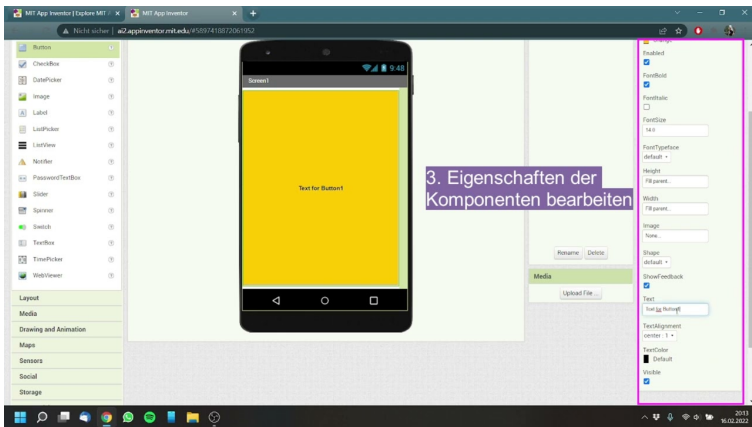 MIT App Inventor | Explore MIT
MIT App Inventor
Nicht sicher | ai2.appinventor.mit.edu/#5897418872061952
Button
CheckBox
DatePicker
Image
Label
ListPicker
ListView
Notifier
PasswordTextBox
Slider
Spinner
Switch
TextBox
TimePicker
WebViewer
Layout
Media
Drawing and Animation
Maps
Sensors
Social
Storage
9:48
Screen1
Text for Button1
3. Eigenschaften der
Komponenten bearbeiten
Rename Delete
Media
Upload File ...
Enabled
FontBold
FontItalic
FontSize
14.0
FontTypeface
default
Height
Fill parent...
Width
Fill parent...
Image
None...
Shape
default
ShowFeedback
Text
Text for Button1
TextAlignment
center : 1
TextColor
Default
Visible
20:13
16.02.2022